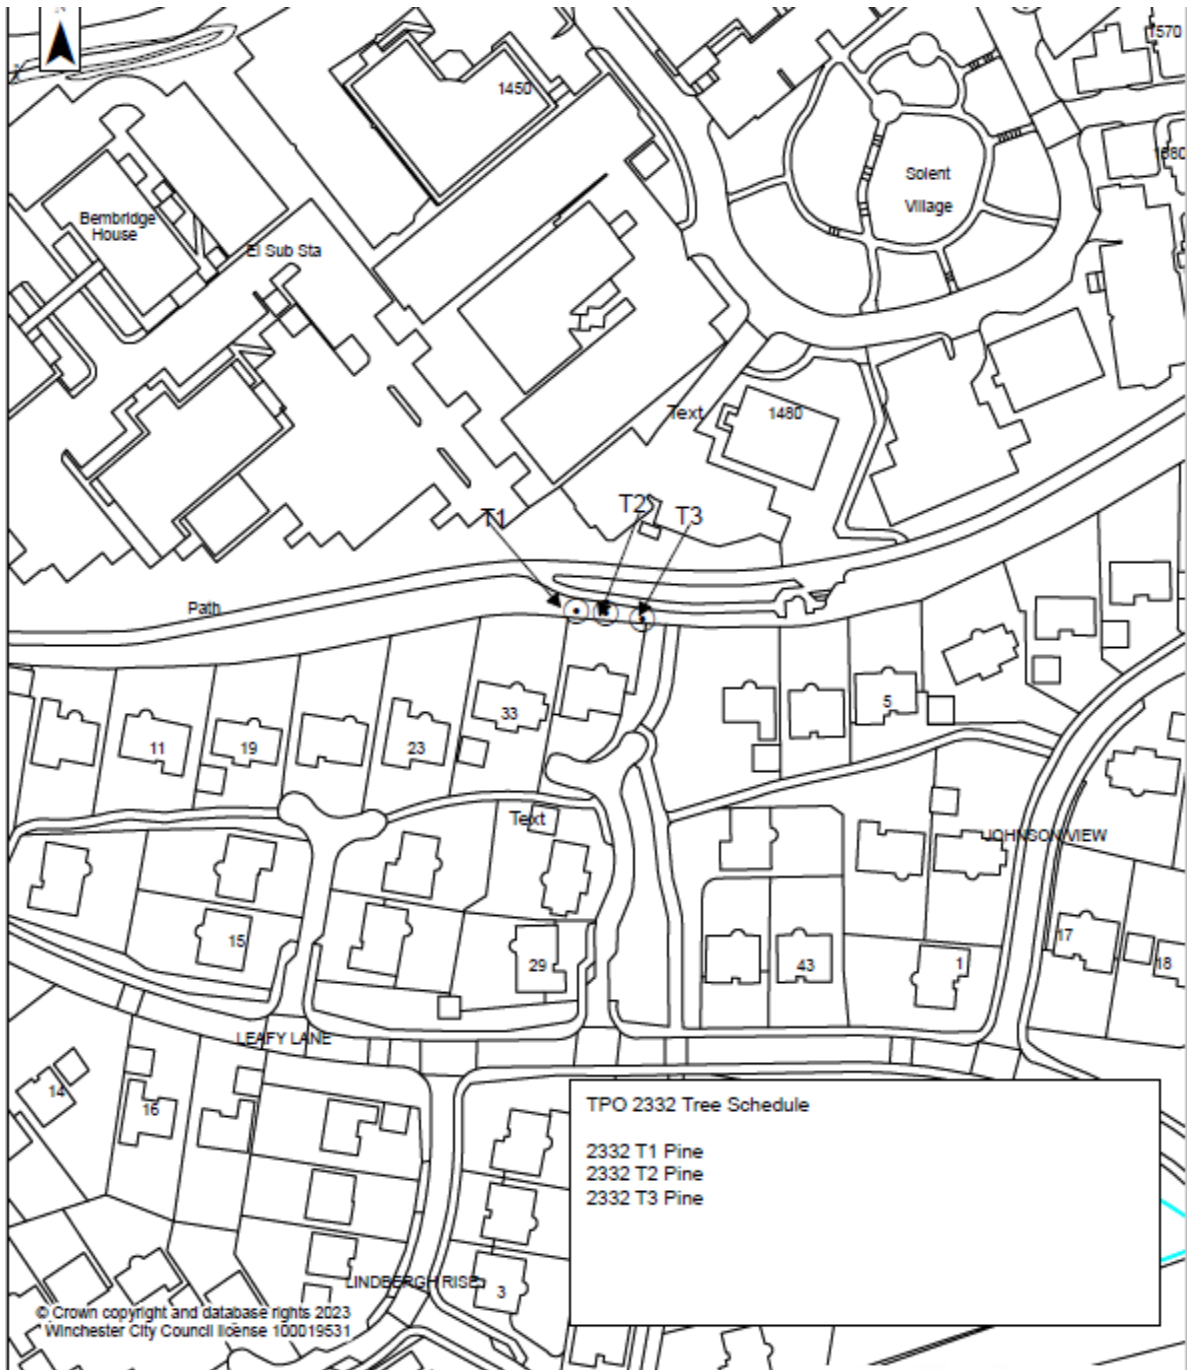 N
1570
1450
1580
Solent
Village
Bembridge
House
El Sub Sta
Text
1480
T1
T2
T3
Path
33
5
11
19
23
Text
JOHNSON VIEW
15
29
43
1
17
18
LEAFY LANE
14
16
TPO 2332 Tree Schedule
2332 T1 Pine
2332 T2 Pine
2332 T3 Pine
LINDBERGH RISE
3
© Crown copyright and database rights 2023
Winchester City Council license 100019531